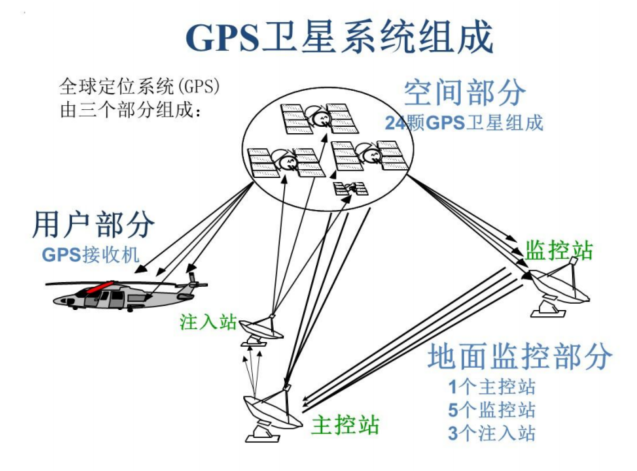 GPS卫星系统组成
全球定位系统(GPS)
由三个部分组成：
空间部分
24颗GPS卫星组成
用户部分
GPS接收机
监控站
注入站
地面监控部分
1个主控站
5个监控站
3个注入站
主控站